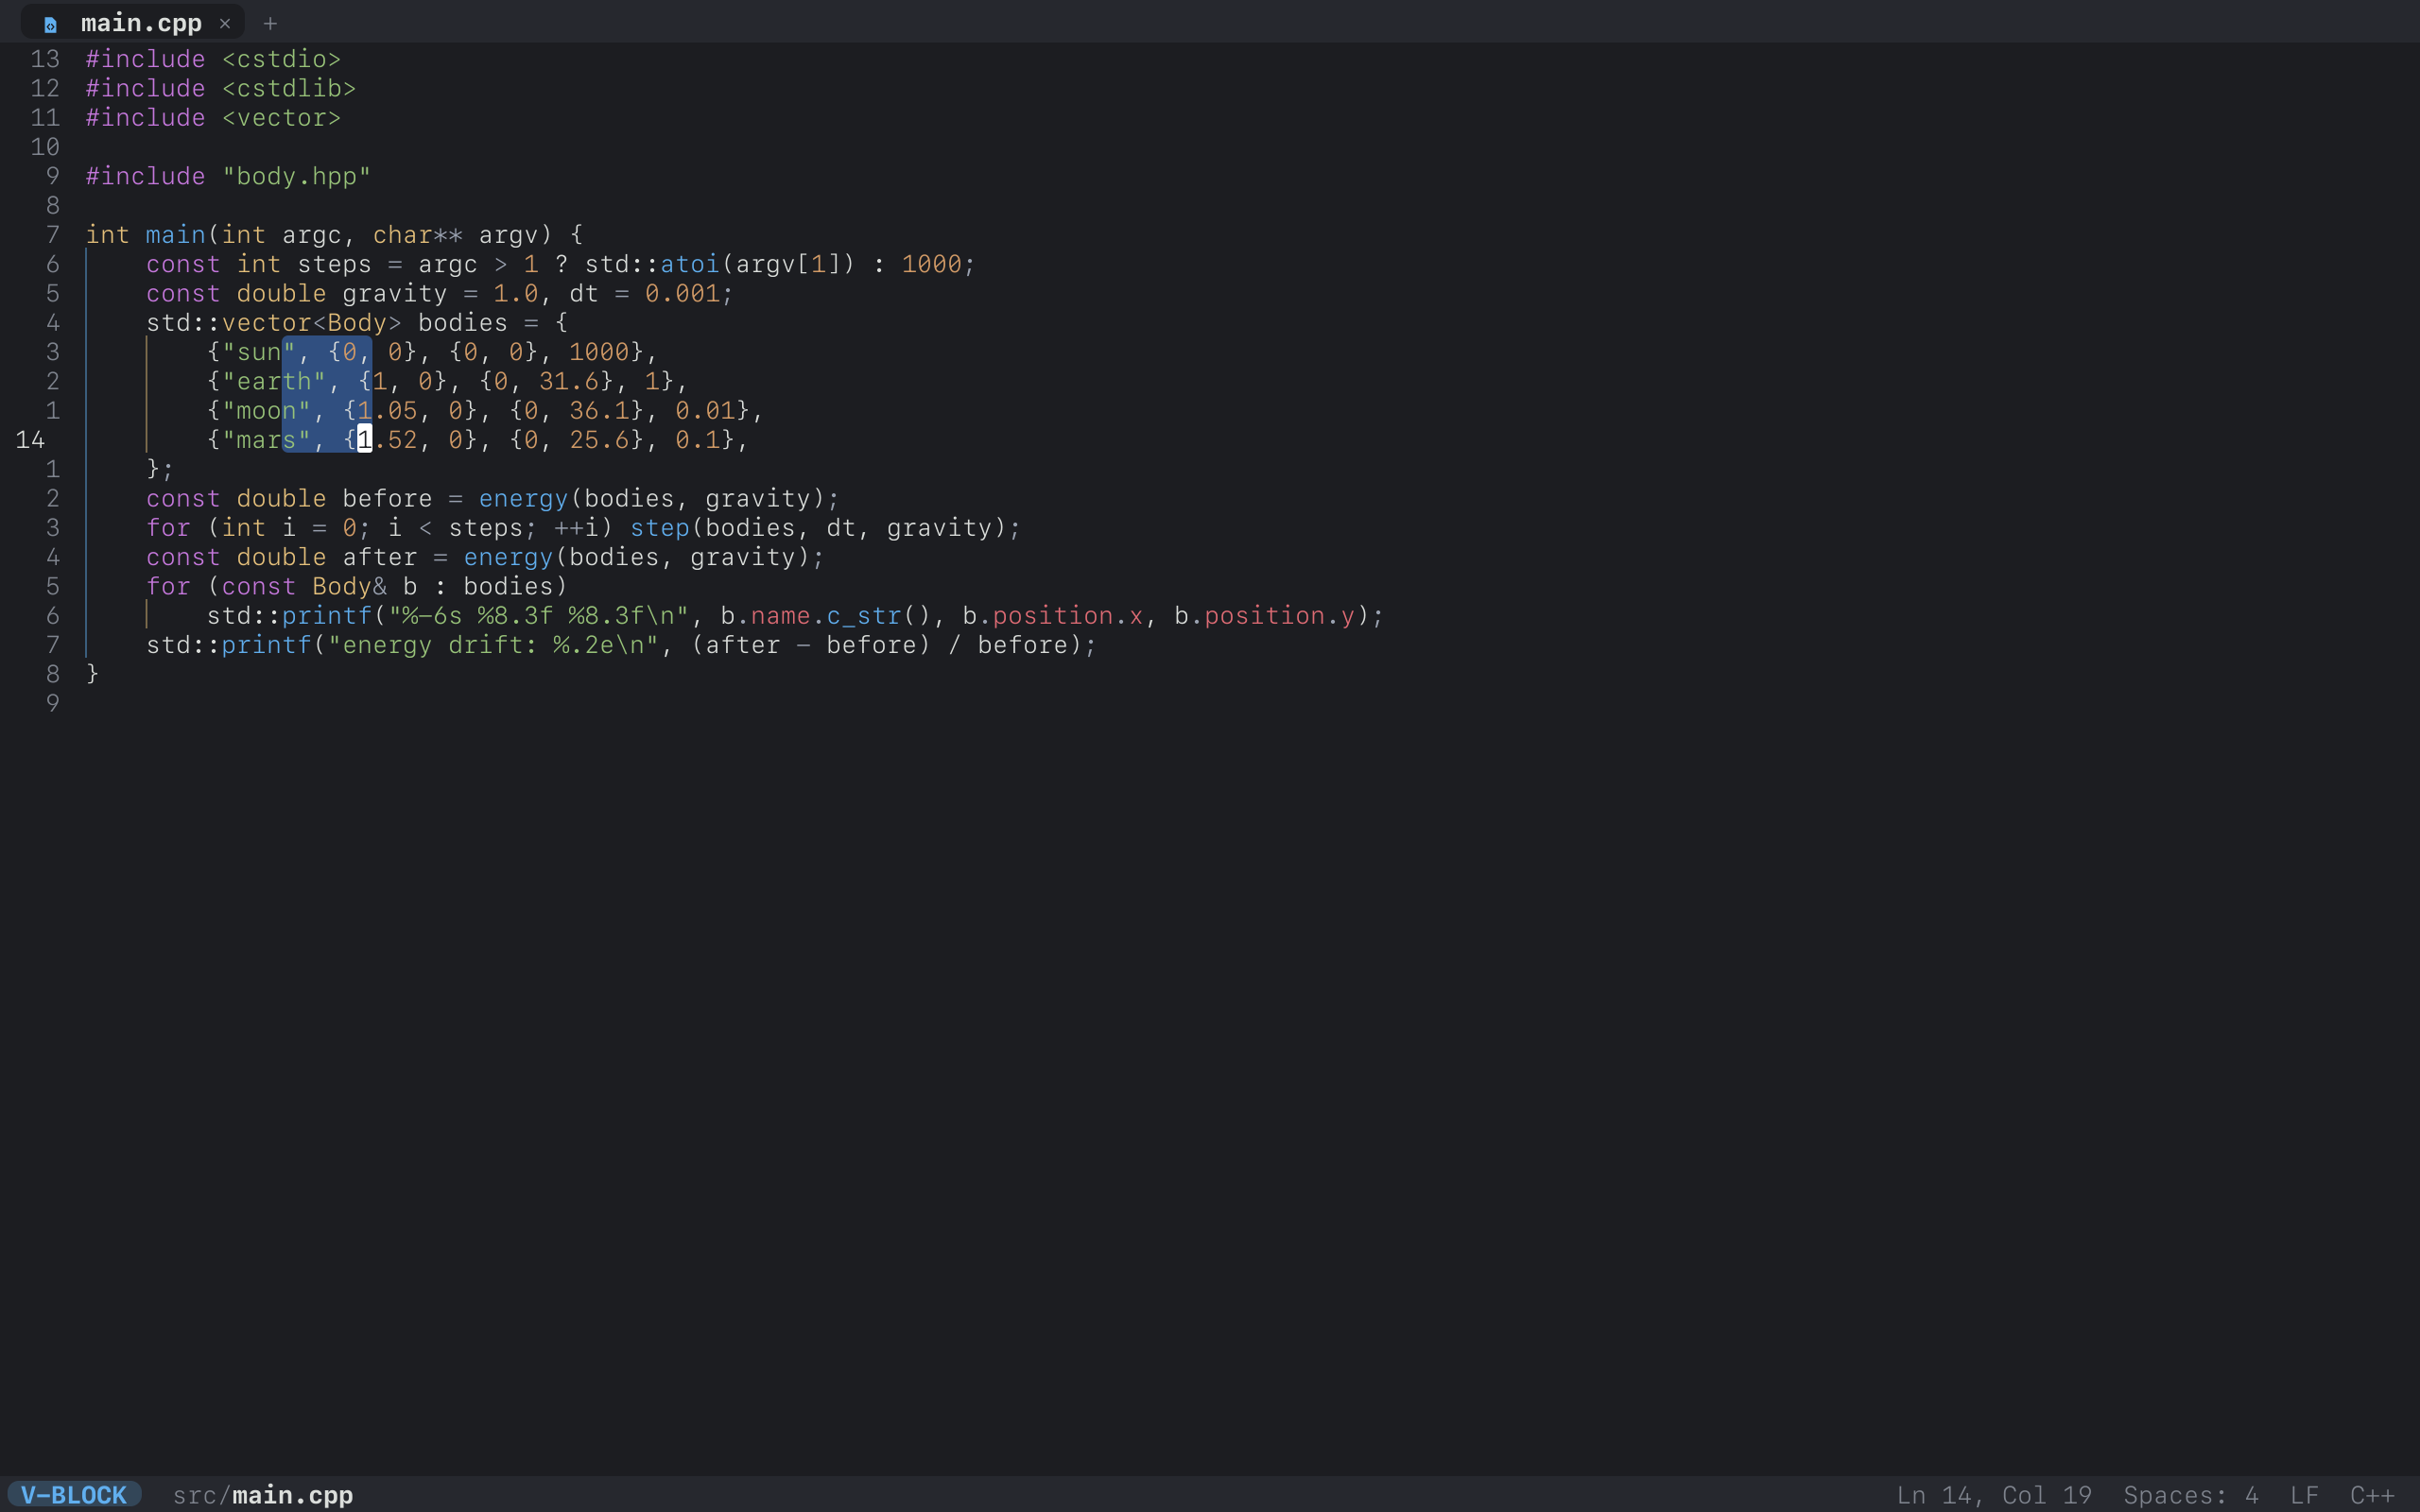 main.cpp × +
13 #include <cstdio>
12 #include <cstdlib>
11 #include <vector>
10
9 #include "body.hpp"
8
7 int main(int argc, char** argv) {
6     const int steps = argc > 1 ? std::atoi(argv[1]) : 1000;
5     const double gravity = 1.0, dt = 0.001;
4     std::vector<Body> bodies = {
3         {"sun", {0, 0}, {0, 0}, 1000},
2         {"earth", {1, 0}, {0, 31.6}, 1},
1         {"moon", {1.05, 0}, {0, 36.1}, 0.01},
14         {"mars", {1.52, 0}, {0, 25.6}, 0.1},
1     };
2     const double before = energy(bodies, gravity);
3     for (int i = 0; i < steps; ++i) step(bodies, dt, gravity);
4     const double after = energy(bodies, gravity);
5     for (const Body& b : bodies)
6         std::printf("%-6s %8.3f %8.3f\n", b.name.c_str(), b.position.x, b.position.y);
7     std::printf("energy drift: %.2e\n", (after - before) / before);
8 }
9
V-BLOCK src/main.cpp Ln 14, Col 19 Spaces: 4 LF C++